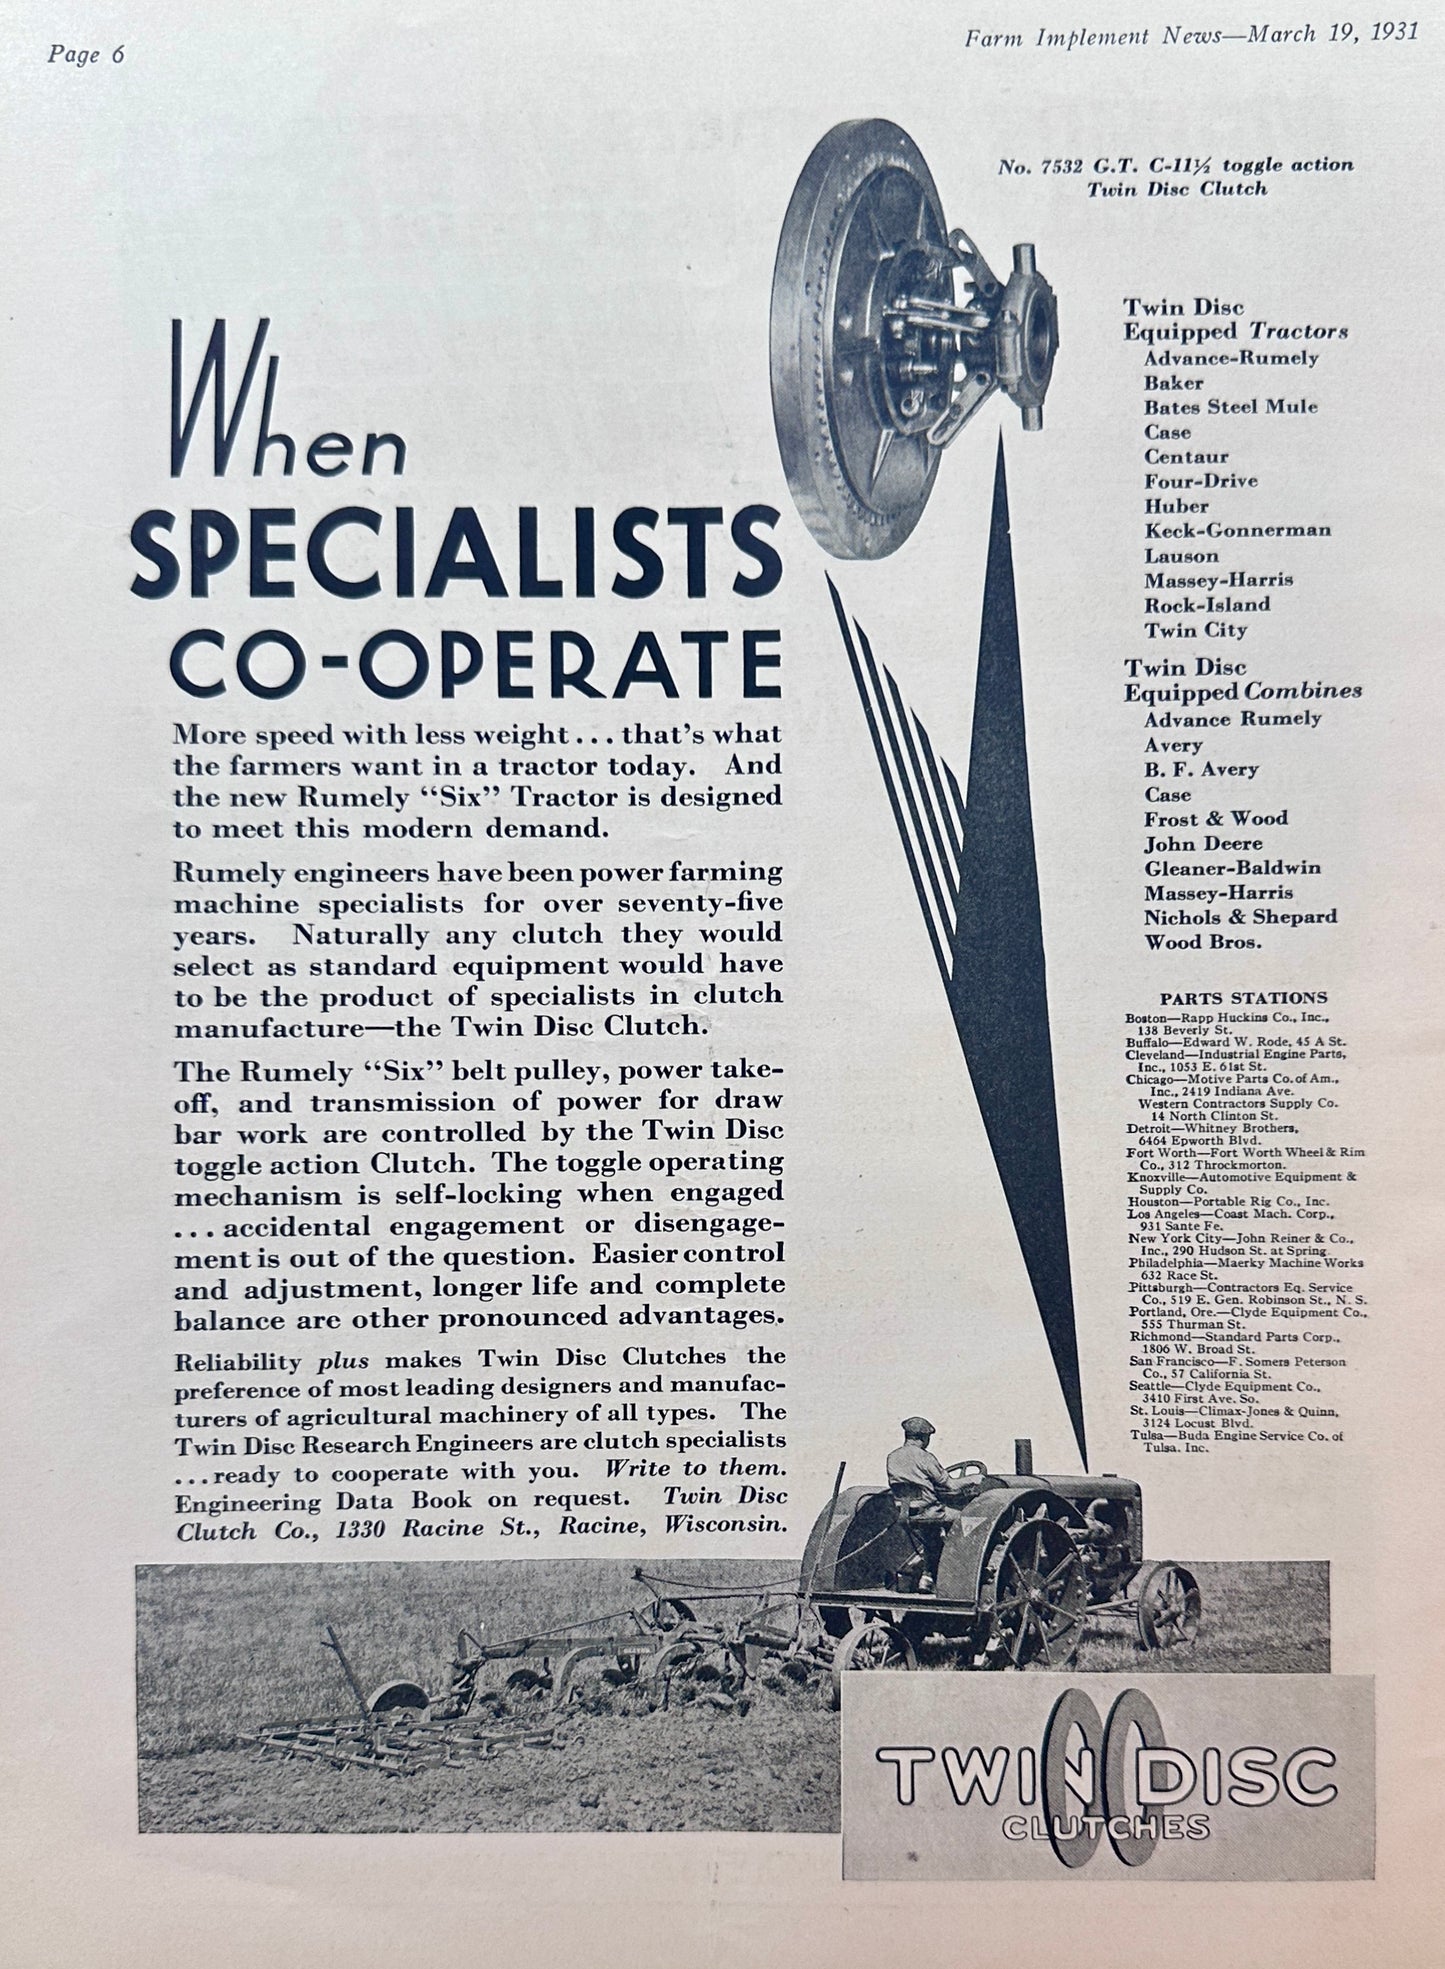 Page 6
Farm Implement News—March 19, 1931
No. 7532 G.T. C-11½ toggle action
Twin Disc Clutch
When
SPECIALISTS
CO-OPERATE
More speed with less weight . . . that's what
the farmers want in a tractor today. And
the new Rumely "Six" Tractor is designed
to meet this modern demand.
Rumely engineers have been power farming
machine specialists for over seventy-five
years. Naturally any clutch they would
select as standard equipment would have
to be the product of specialists in clutch
manufacture—the Twin Disc Clutch.
The Rumely "Six" belt pulley, power take-
off, and transmission of power for draw
bar work are controlled by the Twin Disc
toggle action Clutch. The toggle operating
mechanism is self-locking when engaged
. . . accidental engagement or disengage-
ment is out of the question. Easier control
and adjustment, longer life and complete
balance are other pronounced advantages.
Reliability plus makes Twin Disc Clutches the
preference of most leading designers and manufac-
turers of agricultural machinery of all types. The
Twin Disc Research Engineers are clutch specialists
. . . ready to cooperate with you. Write to them.
Engineering Data Book on request. Twin Disc
Clutch Co., 1330 Racine St., Racine, Wisconsin.
Twin Disc
Equipped Tractors
Advance-Rumely
Baker
Bates Steel Mule
Case
Centaur
Four-Drive
Huber
Keck-Gonnerman
Lauson
Massey-Harris
Rock-Island
Twin City
Twin Disc
Equipped Combines
Advance Rumely
Avery
B. F. Avery
Case
Frost & Wood
John Deere
Gleaner-Baldwin
Massey-Harris
Nichols & Shepard
Wood Bros.
PARTS STATIONS
Boston—Rapp Huckins Co., Inc.,
138 Beverly St.
Buffalo—Edward W. Rode, 45 A St.
Cleveland—Industrial Engine Parts,
Inc., 1053 E. 61st St.
Chicago—Motive Parts Co. of Am.,
Inc., 2419 Indiana Ave.
Western Contractors Supply Co.
14 North Clinton St.
Detroit—Whitney Brothers,
6464 Epworth Blvd.
Fort Worth—Fort Worth Wheel & Rim
Co., 312 Throckmorton.
Knoxville—Automotive Equipment &
Supply Co.
Houston—Portable Rig Co., Inc.
Los Angeles—Coast Mach. Corp.,
931 Sante Fe.
New York City—John Reiner & Co.,
Inc., 290 Hudson St. at Spring.
Philadelphia—Maerky Machine Works
632 Race St.
Pittsburgh—Contractors Eq. Service
Co., 519 E. Gen. Robinson St., N. S.
Portland, Ore.—Clyde Equipment Co.,
555 Thurman St.
Richmond—Standard Parts Corp.,
1806 W. Broad St.
San Francisco—F. Somers Peterson
Co., 57 California St.
Seattle—Clyde Equipment Co.,
3410 First Ave. So.
St. Louis—Climax-Jones & Quinn,
3124 Locust Blvd.
Tulsa—Buda Engine Service Co. of
Tulsa. Inc.
TWIN DISC
CLUTCHES